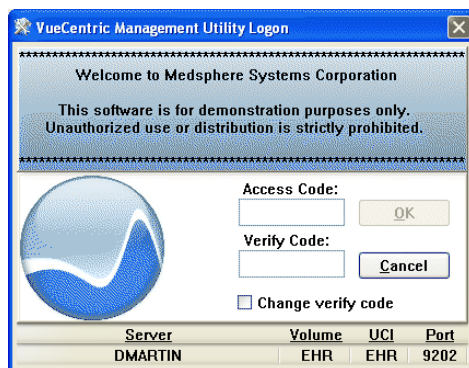 VueCentric Management Utility Logon
**********************************************************************
Welcome to Medsphere Systems Corporation
This software is for demonstration purposes only.
Unauthorized use or distribution is strictly prohibited.
**********************************************************************
Access Code:
OK
Verify Code:
Cancel
Change verify code
Server Volume UCI Port
DMARTIN EHR EHR 9202